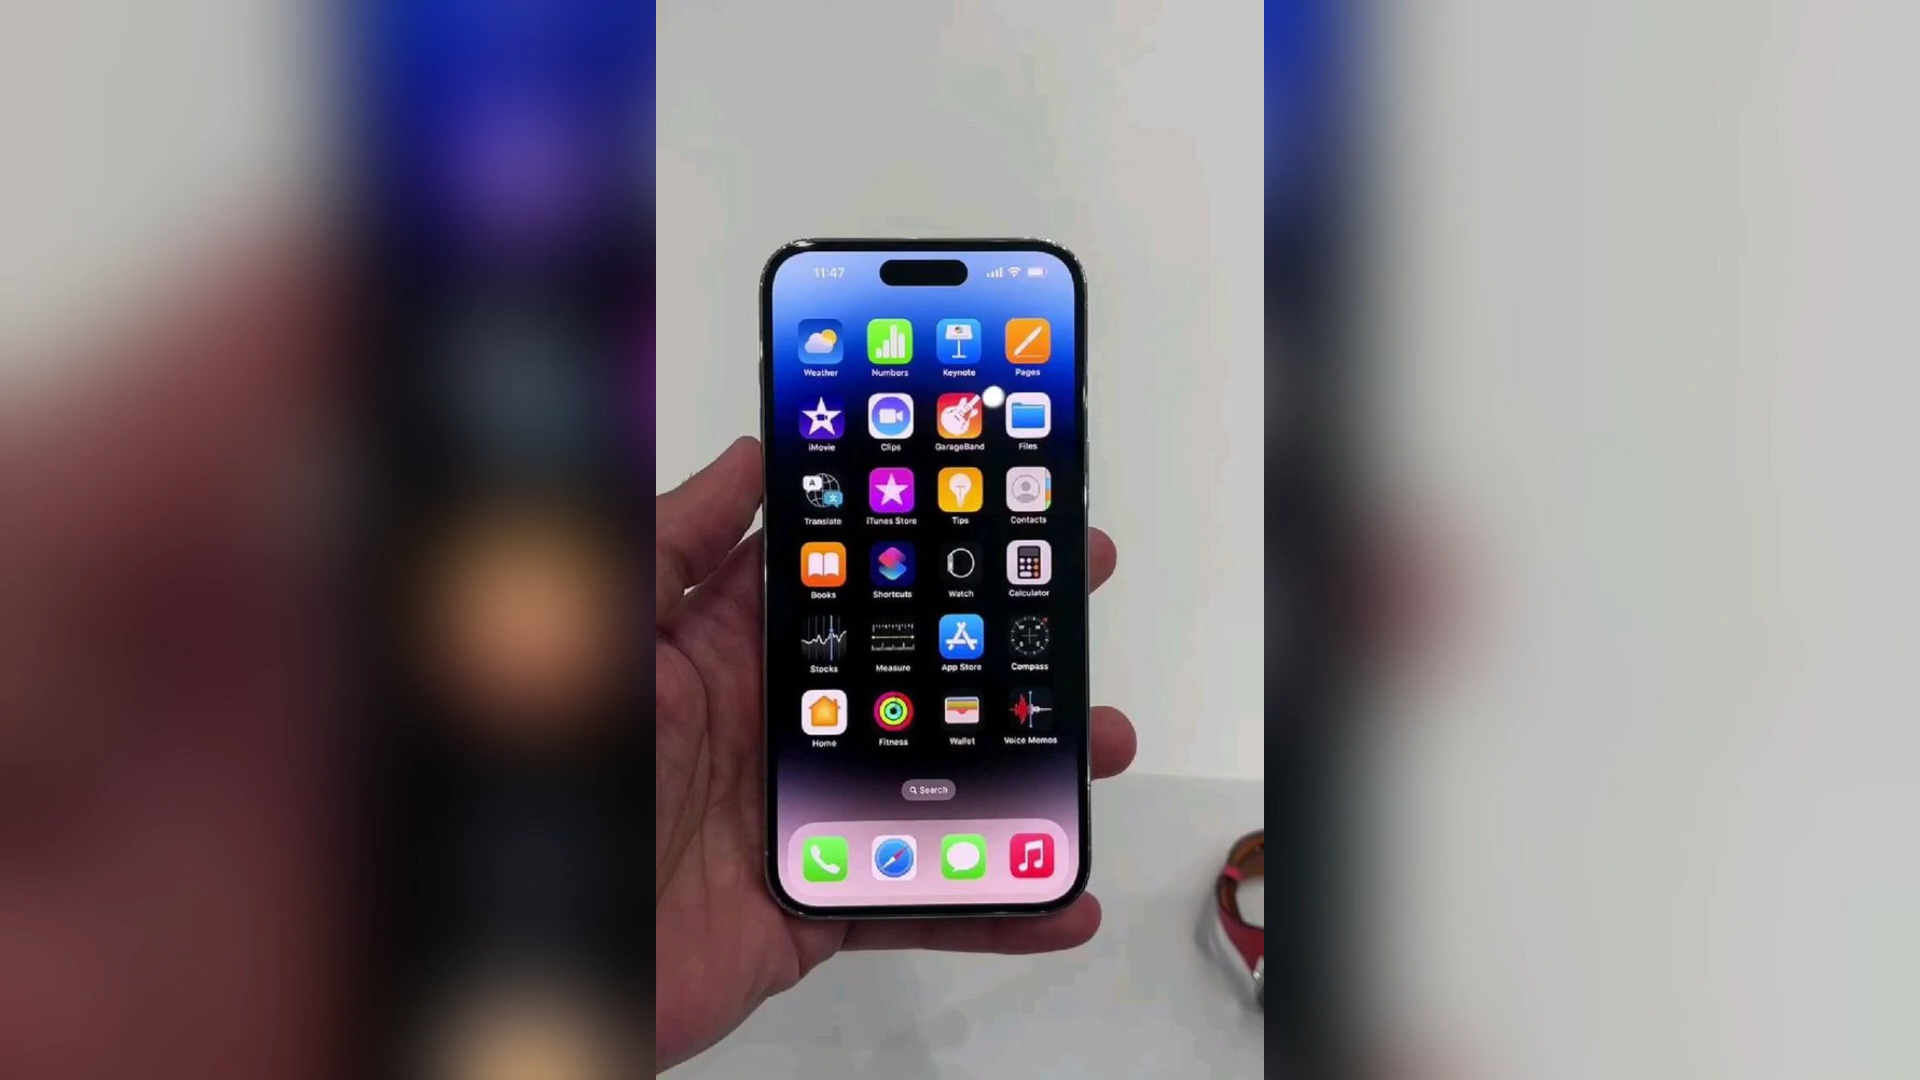 11:47
Weather Numbers Keynote Pages
iMovie Clips GarageBand Files
Translate iTunes Store Tips Contacts
Books Shortcuts Watch Calculator
Stocks Measure App Store Compass
Home Fitness Wallet Voice Memos
Search